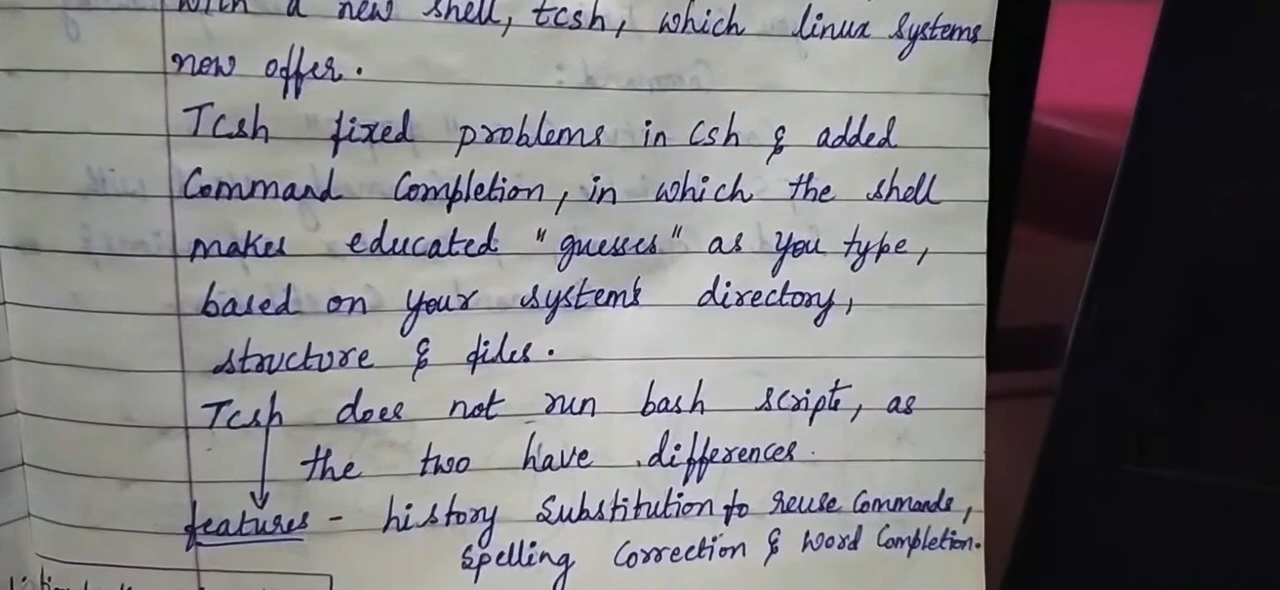 with a new shell, tcsh, which linux systems
now offer.
Tcsh fixed problems in csh & added
Command Completion, in which the shell
makes educated "guesses" as you type,
based on your system's directory,
structure & files.
Tcsh does not run bash scripts, as
the two have differences.
features - history Substitution to reuse Commands,
Spelling Correction & Word Completion.